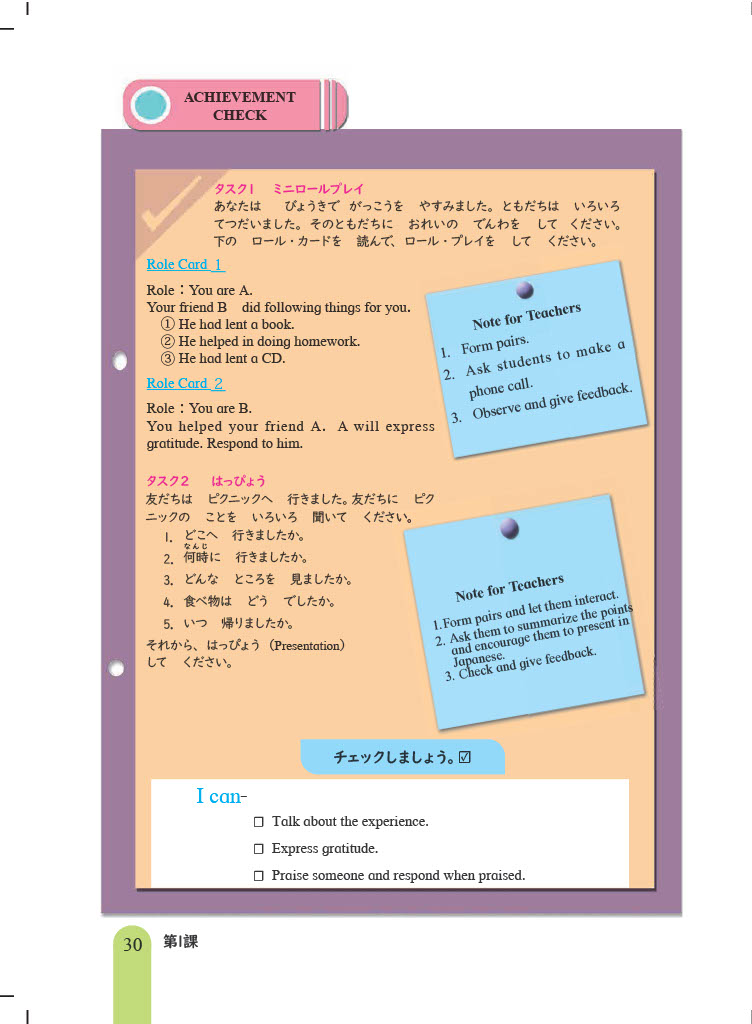 ACHIEVEMENT
CHECK
タスク1 ミニロールプレイ
あなたは びょうきで がっこうを やすみました。ともだちは いろいろ
てつだいました。そのともだちに おれいの でんわを して ください。
下の ロール・カードを 読んで、ロール・プレイを して ください。
Role Card 1
Role：You are A.
Your friend B did following things for you.
① He had lent a book.
② He helped in doing homework.
③ He had lent a CD.
Role Card 2
Role：You are B.
You helped your friend A. A will express
gratitude. Respond to him.
Note for Teachers
1. Form pairs.
2. Ask students to make a
phone call.
3. Observe and give feedback.
タスク2 はっぴょう
友だちは ピクニックへ 行きました。友だちに ピク
ニックの ことを いろいろ 聞いて ください。
1. どこへ 行きましたか。
なんじ
2. 何時に 行きましたか。
3. どんな ところを 見ましたか。
4. 食べ物は どう でしたか。
5. いつ 帰りましたか。
それから、はっぴょう（Presentation）
して ください。
Note for Teachers
1.Form pairs and let them interact.
2. Ask them to summarize the points
and encourage them to present in
Japanese.
3. Check and give feedback.
チェックしましょう。☑
I can-
□ Talk about the experience.
□ Express gratitude.
□ Praise someone and respond when praised.
30 第1課